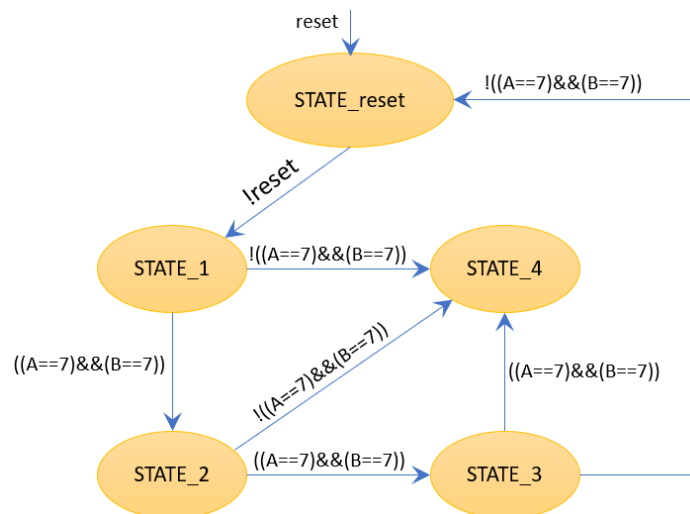 reset
!((A==7)&&(B==7))
STATE_reset
!reset
STATE_1
!((A==7)&&(B==7))
STATE_4
((A==7)&&(B==7))
!((A==7)&&(B==7))
((A==7)&&(B==7))
STATE_2
((A==7)&&(B==7))
STATE_3